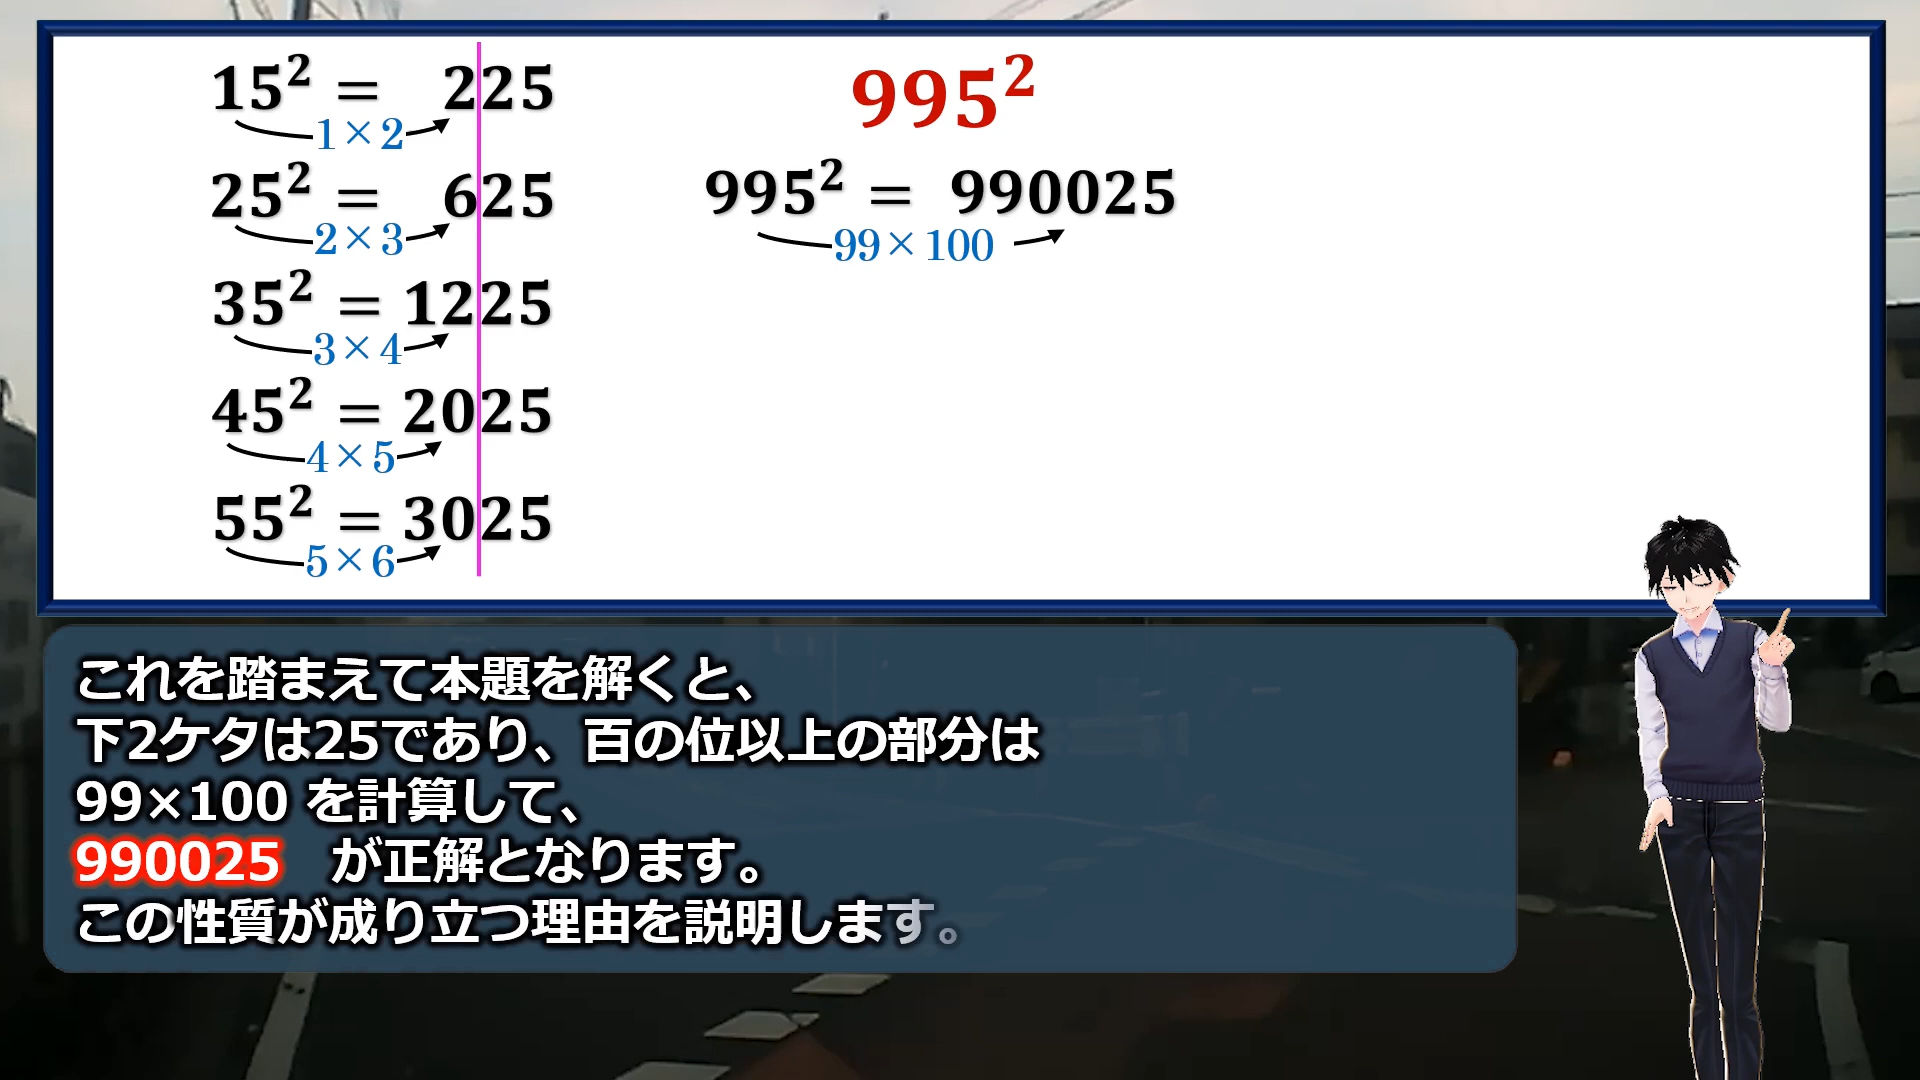 15² = 225
1×2
25² = 625
2×3
35² = 1225
3×4
45² = 2025
4×5
55² = 3025
5×6
995²
995² = 990025
99×100
これを踏まえて本題を解くと、
下2ケタは25であり、百の位以上の部分は
99×100 を計算して、
990025 が正解となります。
この性質が成り立つ理由を説明します。